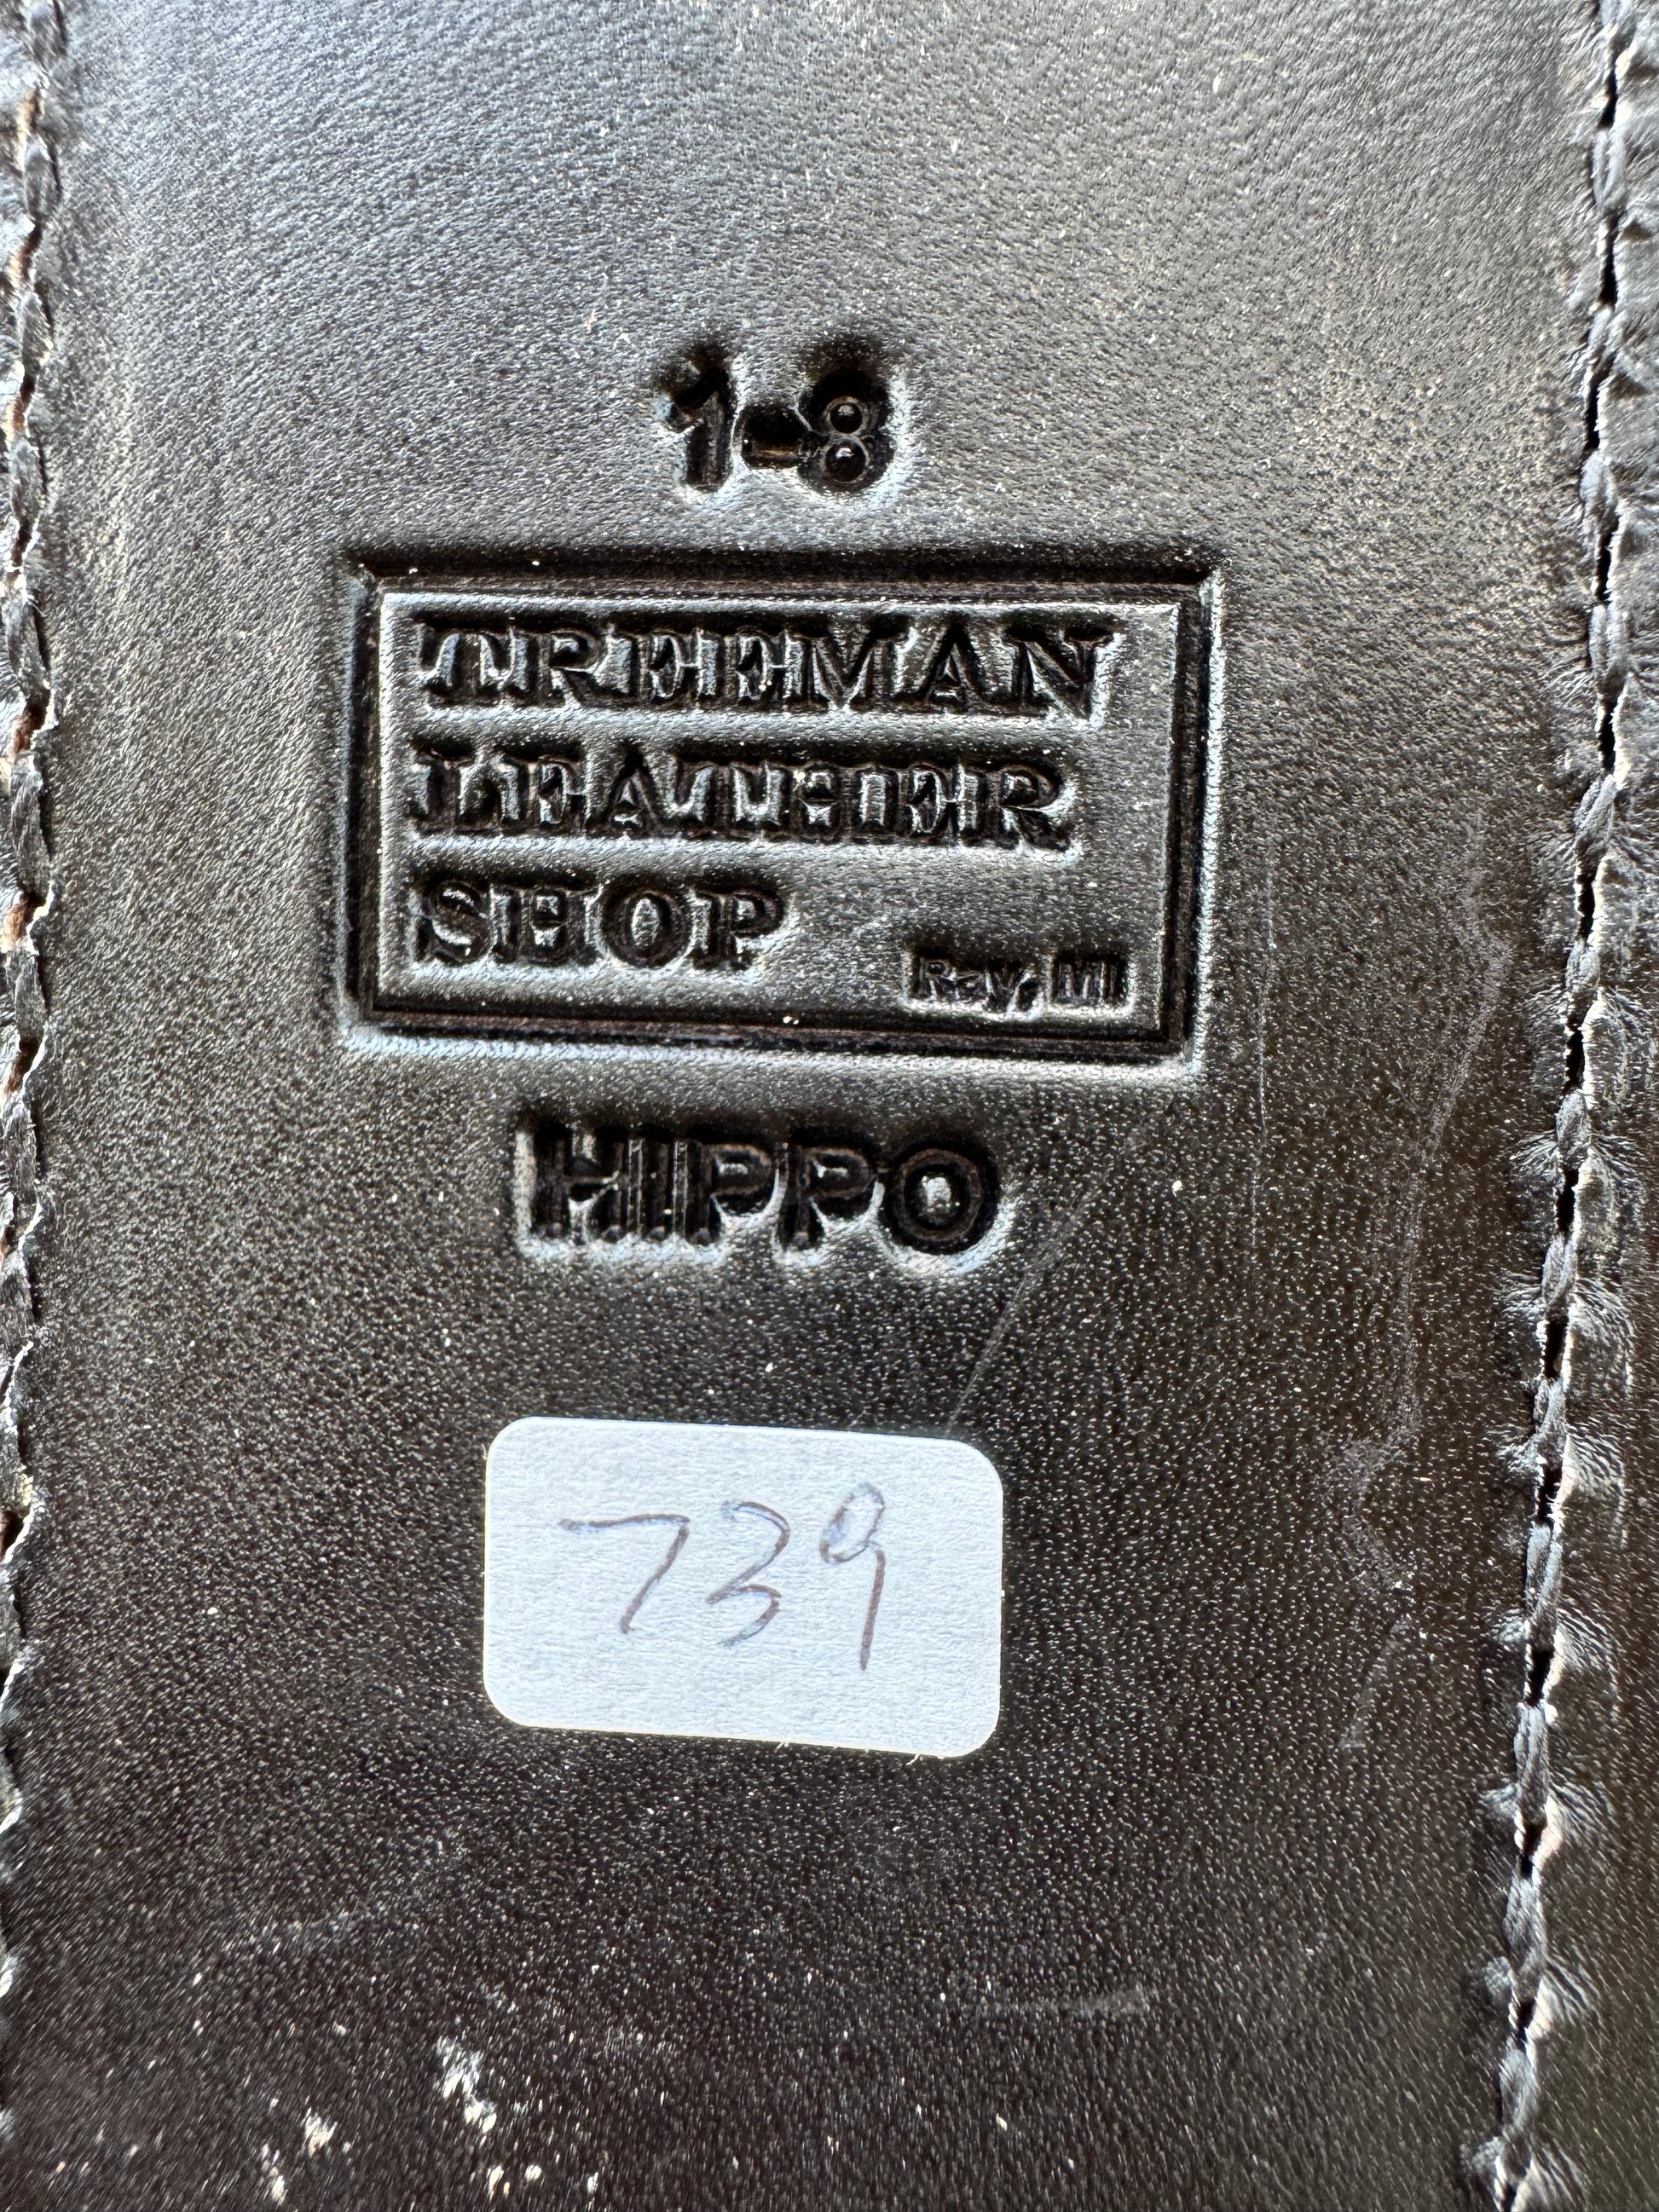 1-8
TREEMAN
LEATHER
SHOP
Ray, MI
HIPPO
739